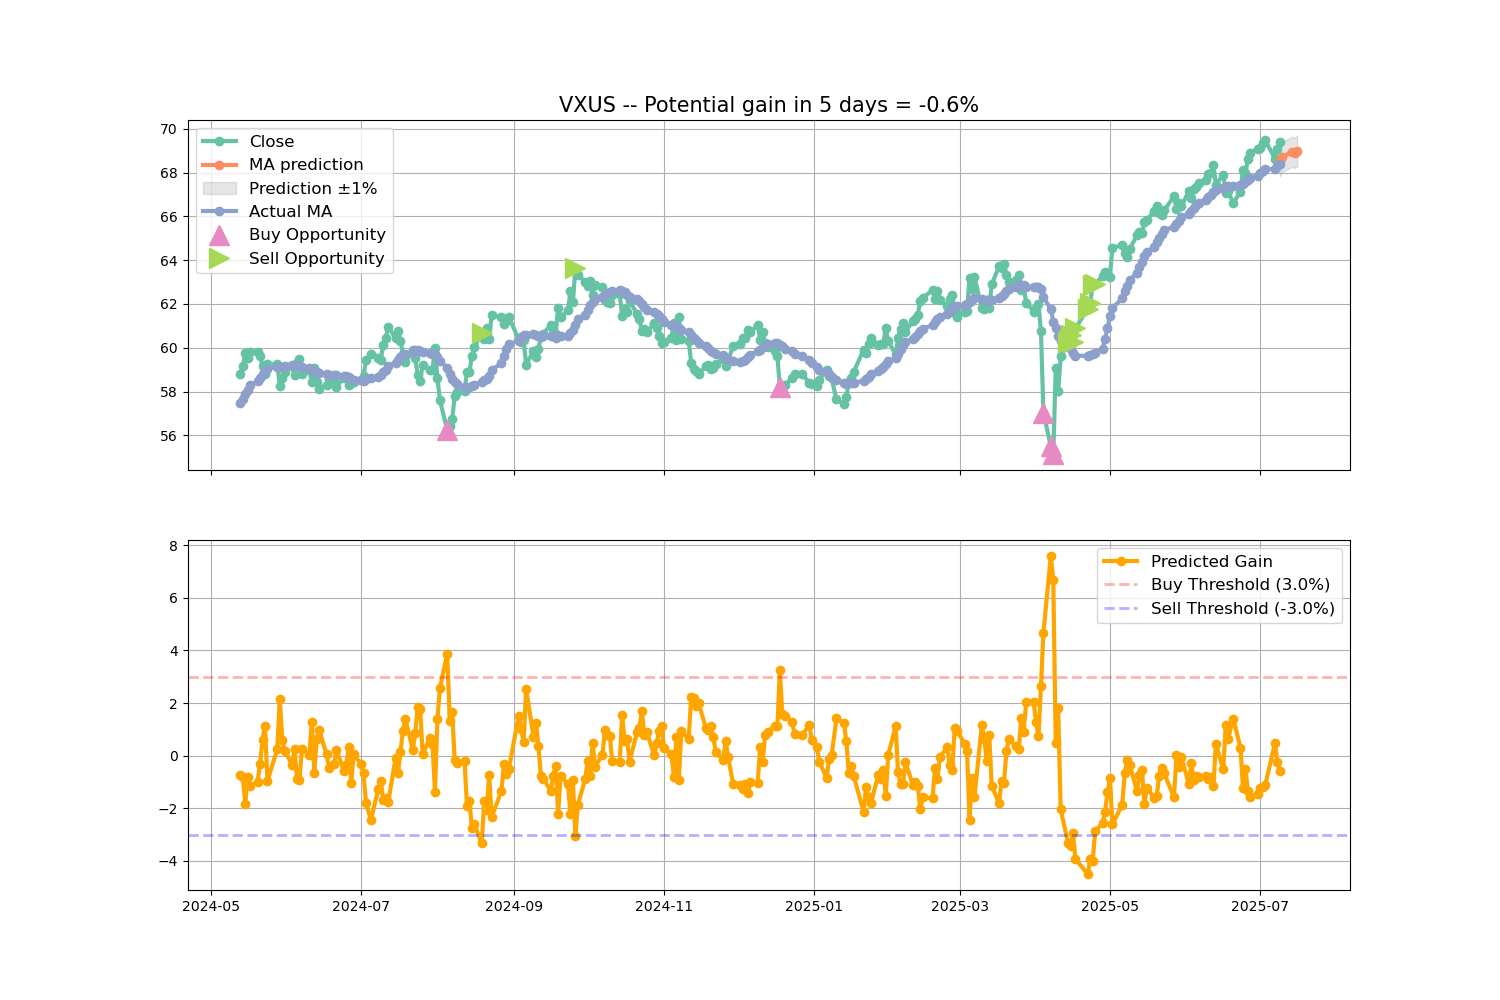 VXUS -- Potential gain in 5 days = -0.6%
70
68
66
64
62
60
58
56
Close
MA prediction
Prediction ±1%
Actual MA
Buy Opportunity
Sell Opportunity
8
6
4
2
0
−2
−4
Predicted Gain
Buy Threshold (3.0%)
Sell Threshold (-3.0%)
2024-05
2024-07
2024-09
2024-11
2025-01
2025-03
2025-05
2025-07